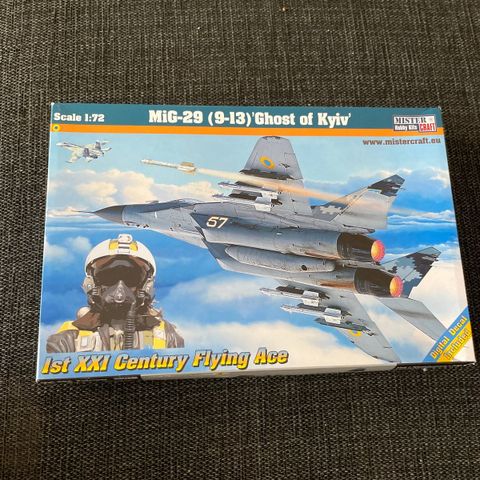 Scale 1:72
MiG-29 (9-13)'Ghost of Kyiv'
MISTER
Hobby Kits CRAFT
www.mistercraft.eu
57
1st XXI Century Flying Ace
Digital Decal
Included